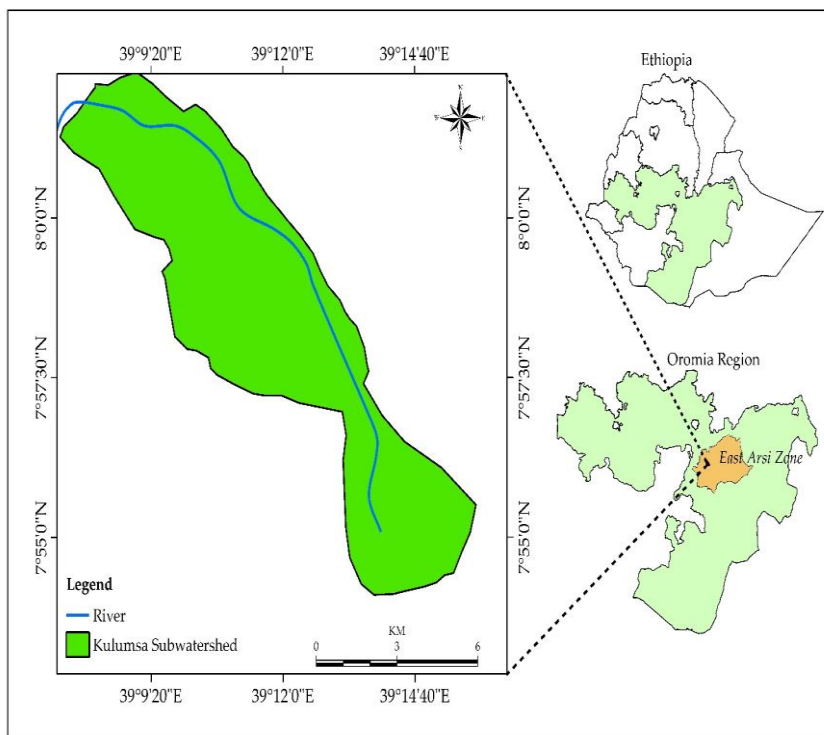 39°9'20"E 39°12'0"E 39°14'40"E
Ethiopia
N
W E
S
8°0'0"N 8°0'0"N
7°57'30"N 7°57'30"N
Oromia Region
East Arsi Zone
7°55'0"N 7°55'0"N
Legend
River
Kulumsa Subwatershed
KM
0 3 6
39°9'20"E 39°12'0"E 39°14'40"E